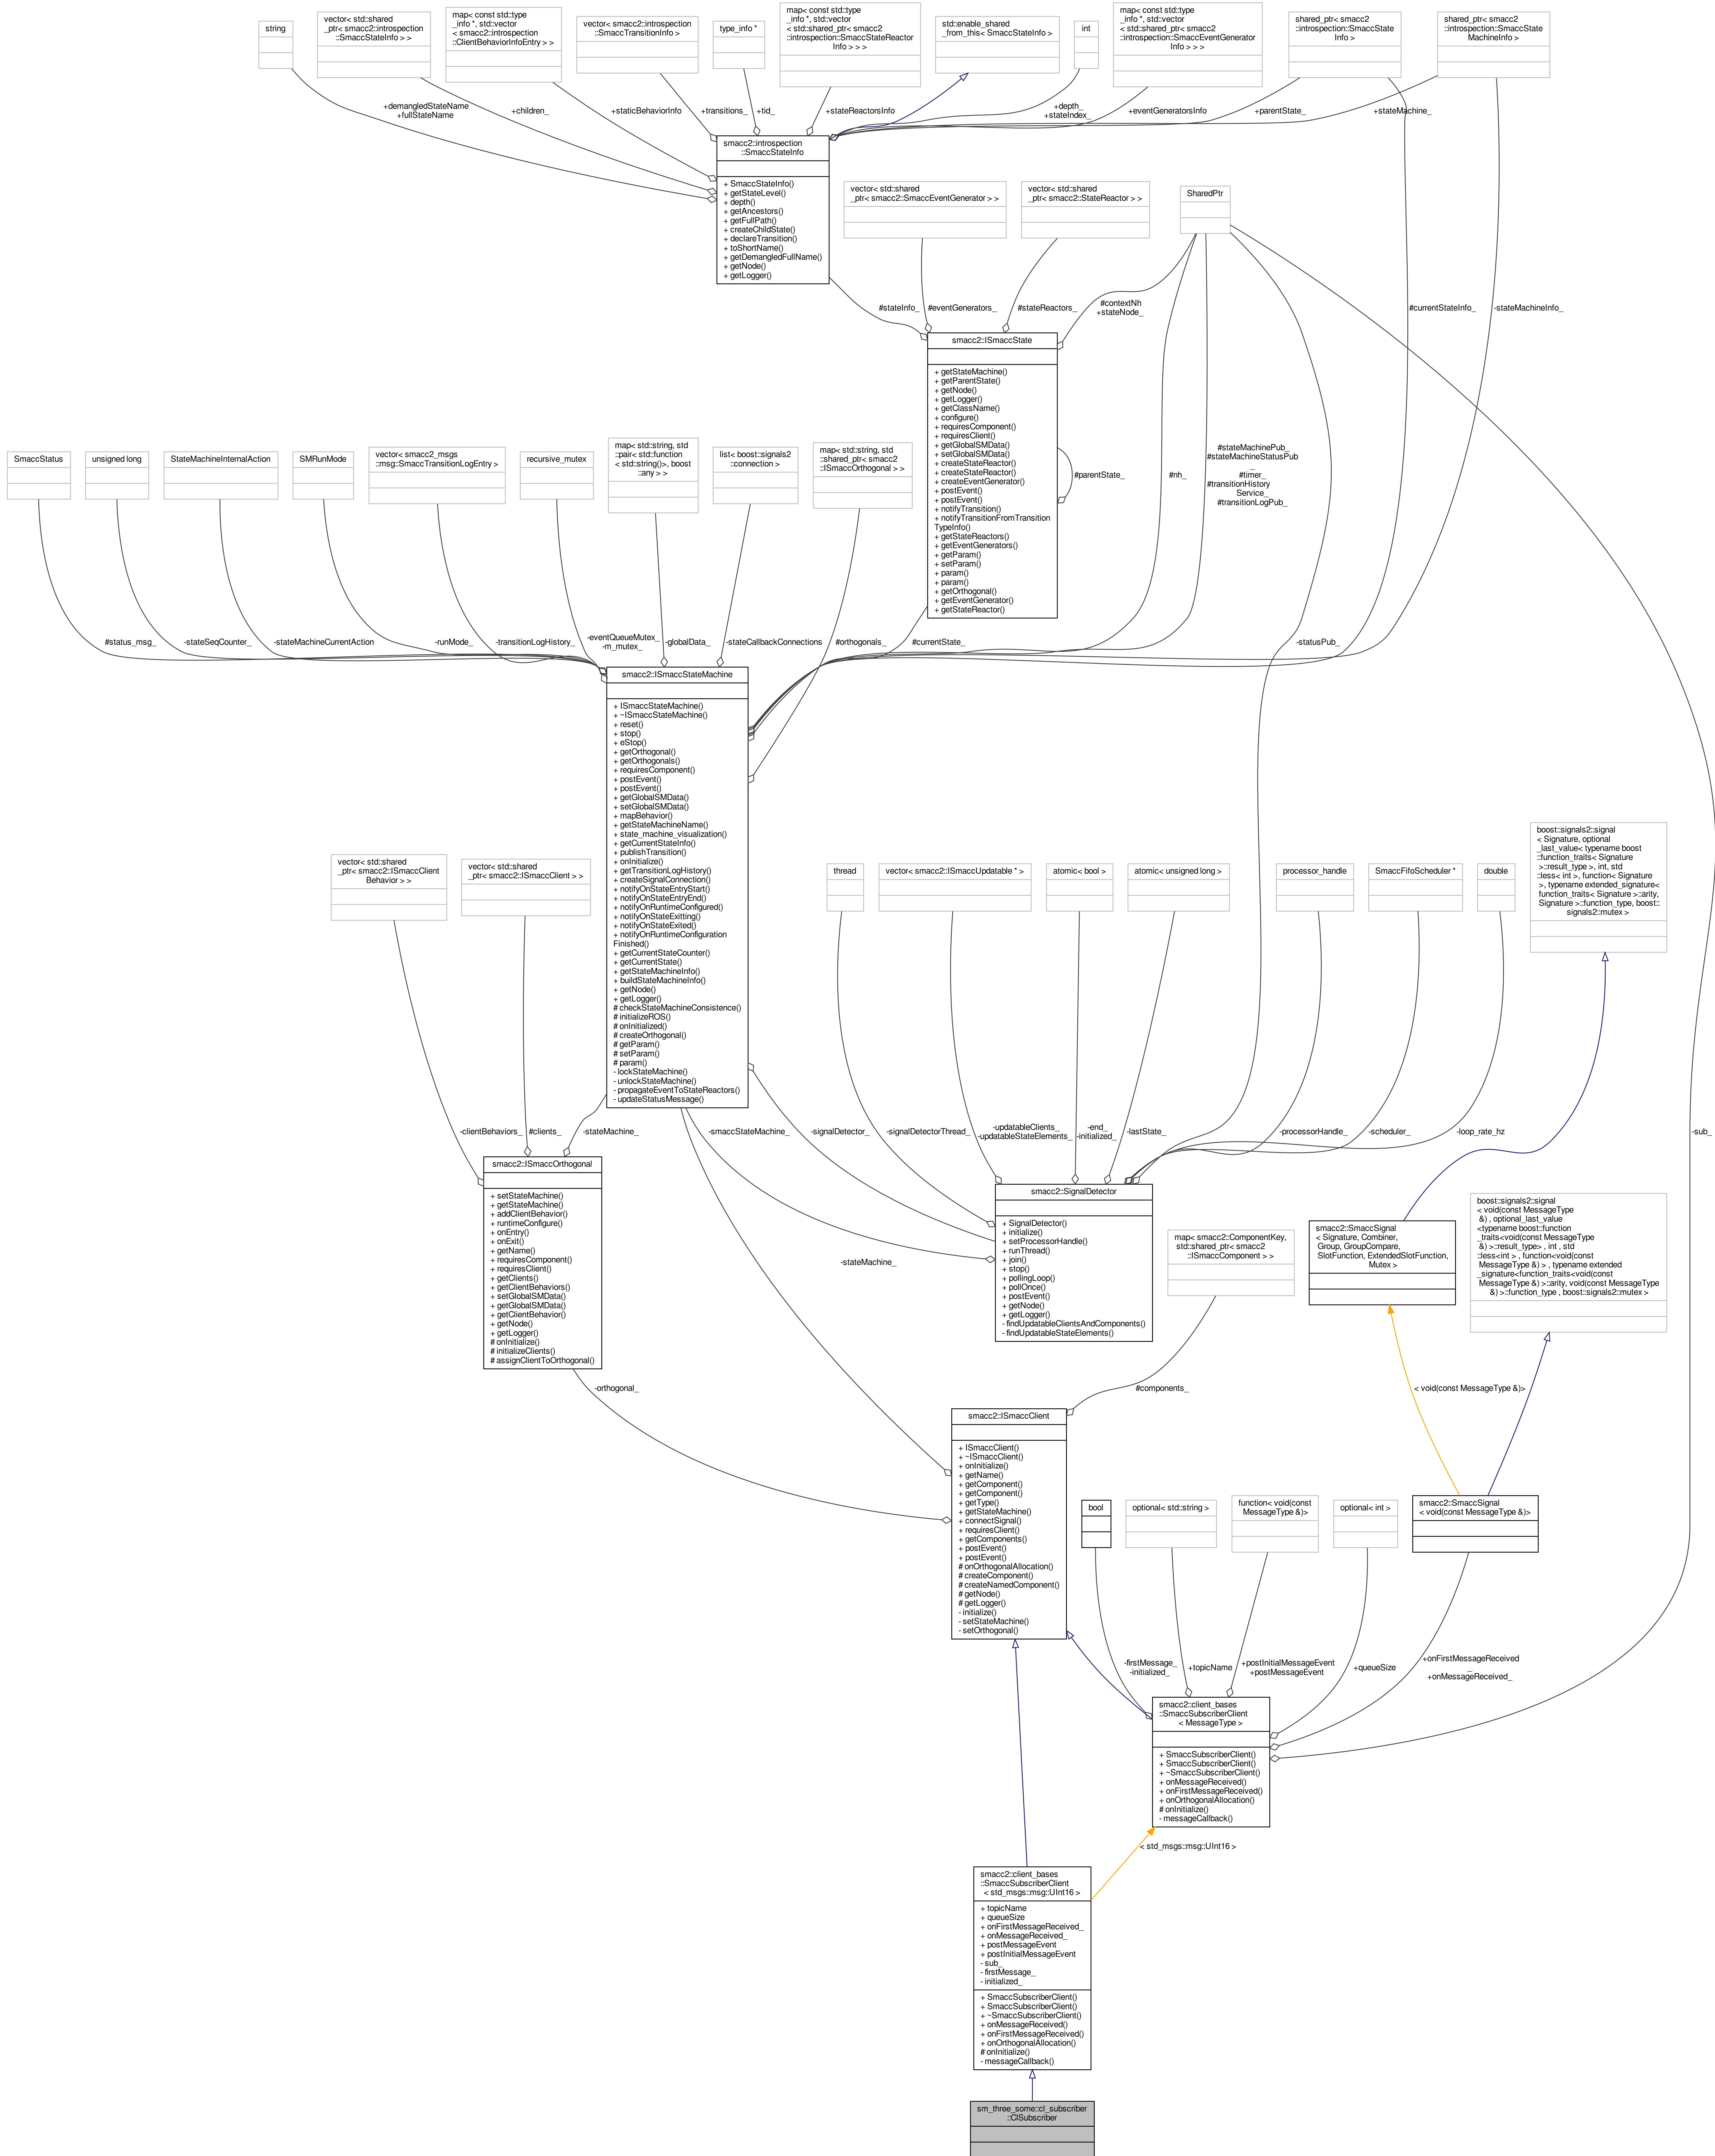 string
vector< std::shared
_ptr< smacc2::introspection
::SmaccStateInfo > >
map< const std::type
_info *, std::vector
< smacc2::introspection
::ClientBehaviorInfoEntry > >
vector< smacc2::introspection
::SmaccTransitionInfo >
type_info *
map< const std::type
_info *, std::vector
< std::shared_ptr< smacc2
::introspection::SmaccStateReactor
Info > > >
std::enable_shared
_from_this< SmaccStateInfo >
int
map< const std::type
_info *, std::vector
< std::shared_ptr< smacc2
::introspection::SmaccEventGenerator
Info > > >
shared_ptr< smacc2
::introspection::SmaccState
Info >
shared_ptr< smacc2
::introspection::SmaccState
MachineInfo >
+demangledStateName
+fullStateName
+children_
+staticBehaviorInfo
+transitions_
+tid_
+stateReactorsInfo
+depth_
+stateIndex_
+eventGeneratorsInfo
+parentState_
+stateMachine_
smacc2::introspection
::SmaccStateInfo
+ SmaccStateInfo()
+ getStateLevel()
+ depth()
+ getAncestors()
+ getFullPath()
+ createChildState()
+ declareTransition()
+ toShortName()
+ getDemangledFullName()
+ getNode()
+ getLogger()
vector< std::shared
_ptr< smacc2::SmaccEventGenerator > >
vector< std::shared
_ptr< smacc2::StateReactor > >
SharedPtr
#stateInfo_
#eventGenerators_
#stateReactors_
#contextNh
+stateNode_
#currentStateInfo_
-stateMachineInfo_
smacc2::ISmaccState
+ getStateMachine()
+ getParentState()
+ getNode()
+ getLogger()
+ getClassName()
+ configure()
+ requiresComponent()
+ requiresClient()
+ getGlobalSMData()
+ setGlobalSMData()
+ createStateReactor()
+ createStateReactor()
+ createEventGenerator()
+ postEvent()
+ postEvent()
+ notifyTransition()
+ notifyTransitionFromTransition
TypeInfo()
+ getStateReactors()
+ getEventGenerators()
+ getParam()
+ setParam()
+ param()
+ param()
+ getOrthogonal()
+ getEventGenerator()
+ getStateReactor()
#parentState_
#nh_
#stateMachinePub_
#stateMachineStatusPub
_
#timer_
#transitionHistory
Service_
#transitionLogPub_
SmaccStatus
unsigned long
StateMachineInternalAction
SMRunMode
vector< smacc2_msgs
::msg::SmaccTransitionLogEntry >
recursive_mutex
map< std::string, std
::pair< std::function
< std::string()>, boost
::any > >
list< boost::signals2
::connection >
map< std::string, std
::shared_ptr< smacc2
::ISmaccOrthogonal > >
#status_msg_
-stateSeqCounter_
-stateMachineCurrentAction
-runMode_
-transitionLogHistory_
-eventQueueMutex_
-m_mutex_
-globalData_
-stateCallbackConnections
#orthogonals_
#currentState_
-statusPub_
smacc2::ISmaccStateMachine
+ ISmaccStateMachine()
+ ~ISmaccStateMachine()
+ reset()
+ stop()
+ eStop()
+ getOrthogonal()
+ getOrthogonals()
+ requiresComponent()
+ postEvent()
+ postEvent()
+ getGlobalSMData()
+ setGlobalSMData()
+ mapBehavior()
+ getStateMachineName()
+ state_machine_visualization()
+ getCurrentStateInfo()
+ publishTransition()
+ onInitialize()
+ getTransitionLogHistory()
+ createSignalConnection()
+ notifyOnStateEntryStart()
+ notifyOnStateEntryEnd()
+ notifyOnRuntimeConfigured()
+ notifyOnStateExitting()
+ notifyOnStateExited()
+ notifyOnRuntimeConfiguration
Finished()
+ getCurrentStateCounter()
+ getCurrentState()
+ getStateMachineInfo()
+ buildStateMachineInfo()
+ getNode()
+ getLogger()
# checkStateMachineConsistence()
# initializeROS()
# onInitialized()
# createOrthogonal()
# getParam()
# setParam()
# param()
- lockStateMachine()
- unlockStateMachine()
- propagateEventToStateReactors()
- updateStatusMessage()
vector< std::shared
_ptr< smacc2::ISmaccClient
Behavior > >
vector< std::shared
_ptr< smacc2::ISmaccClient > >
thread
vector< smacc2::ISmaccUpdatable * >
atomic< bool >
atomic< unsigned long >
processor_handle
SmaccFifoScheduler *
double
boost::signals2::signal
< Signature, optional
_last_value< typename boost
::function_traits< Signature
>::result_type >, int, std
::less< int >, function< Signature
>, typename extended_signature<
function_traits< Signature >::arity,
Signature >::function_type, boost::
signals2::mutex >
-clientBehaviors_
#clients_
-stateMachine_
-smaccStateMachine_
-signalDetector_
-signalDetectorThread_
-updatableClients_
-updatableStateElements_
-end_
-initialized_
-lastState_
-processorHandle_
-scheduler_
-loop_rate_hz
-sub_
smacc2::ISmaccOrthogonal
+ setStateMachine()
+ getStateMachine()
+ addClientBehavior()
+ runtimeConfigure()
+ onEntry()
+ onExit()
+ getName()
+ requiresComponent()
+ requiresClient()
+ getClients()
+ getClientBehaviors()
+ setGlobalSMData()
+ getGlobalSMData()
+ getClientBehavior()
+ getNode()
+ getLogger()
# onInitialize()
# initializeClients()
# assignClientToOrthogonal()
smacc2::SignalDetector
+ SignalDetector()
+ initialize()
+ setProcessorHandle()
+ runThread()
+ join()
+ stop()
+ pollingLoop()
+ pollOnce()
+ postEvent()
+ getNode()
+ getLogger()
- findUpdatableClientsAndComponents()
- findUpdatableStateElements()
-stateMachine_
map< smacc2::ComponentKey,
std::shared_ptr< smacc2
::ISmaccComponent > >
smacc2::SmaccSignal
< Signature, Combiner,
Group, GroupCompare,
SlotFunction, ExtendedSlotFunction,
Mutex >
boost::signals2::signal
< void(const MessageType
&) , optional_last_value
<typename boost::function
_traits<void(const MessageType
&) >::result_type> , int , std
::less<int > , function<void(const
MessageType &) > , typename extended
_signature<function_traits<void(const
MessageType &) >::arity, void(const MessageType
&) >::function_type , boost::signals2::mutex >
-orthogonal_
#components_
< void(const MessageType &)>
smacc2::ISmaccClient
+ ISmaccClient()
+ ~ISmaccClient()
+ onInitialize()
+ getName()
+ getComponent()
+ getComponent()
+ getType()
+ getStateMachine()
+ connectSignal()
+ requiresClient()
+ getComponents()
+ postEvent()
+ postEvent()
# onOrthogonalAllocation()
# createComponent()
# createNamedComponent()
# getNode()
# getLogger()
- initialize()
- setStateMachine()
- setOrthogonal()
bool
optional< std::string >
function< void(const
MessageType &)>
optional< int >
smacc2::SmaccSignal
< void(const MessageType &)>
-firstMessage_
-initialized_
+topicName
+postInitialMessageEvent
+postMessageEvent
+queueSize
+onFirstMessageReceived
_
+onMessageReceived_
smacc2::client_bases
::SmaccSubscriberClient
< MessageType >
+ SmaccSubscriberClient()
+ SmaccSubscriberClient()
+ ~SmaccSubscriberClient()
+ onMessageReceived()
+ onFirstMessageReceived()
+ onOrthogonalAllocation()
# onInitialize()
- messageCallback()
< std_msgs::msg::UInt16 >
smacc2::client_bases
::SmaccSubscriberClient
< std_msgs::msg::UInt16 >
+ topicName
+ queueSize
+ onFirstMessageReceived_
+ onMessageReceived_
+ postMessageEvent
+ postInitialMessageEvent
- sub_
- firstMessage_
- initialized_
+ SmaccSubscriberClient()
+ SmaccSubscriberClient()
+ ~SmaccSubscriberClient()
+ onMessageReceived()
+ onFirstMessageReceived()
+ onOrthogonalAllocation()
# onInitialize()
- messageCallback()
sm_three_some::cl_subscriber
::ClSubscriber